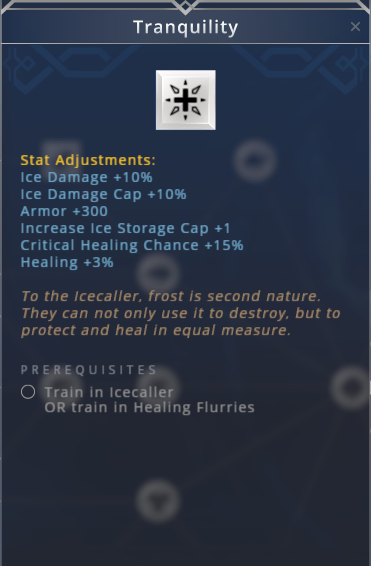 Tranquility
Stat Adjustments:
Ice Damage +10%
Ice Damage Cap +10%
Armor +300
Increase Ice Storage Cap +1
Critical Healing Chance +15%
Healing +3%
To the Icecaller, frost is second nature.
They can not only use it to destroy, but to
protect and heal in equal measure.
PREREQUISITES
Train in Icecaller
OR train in Healing Flurries